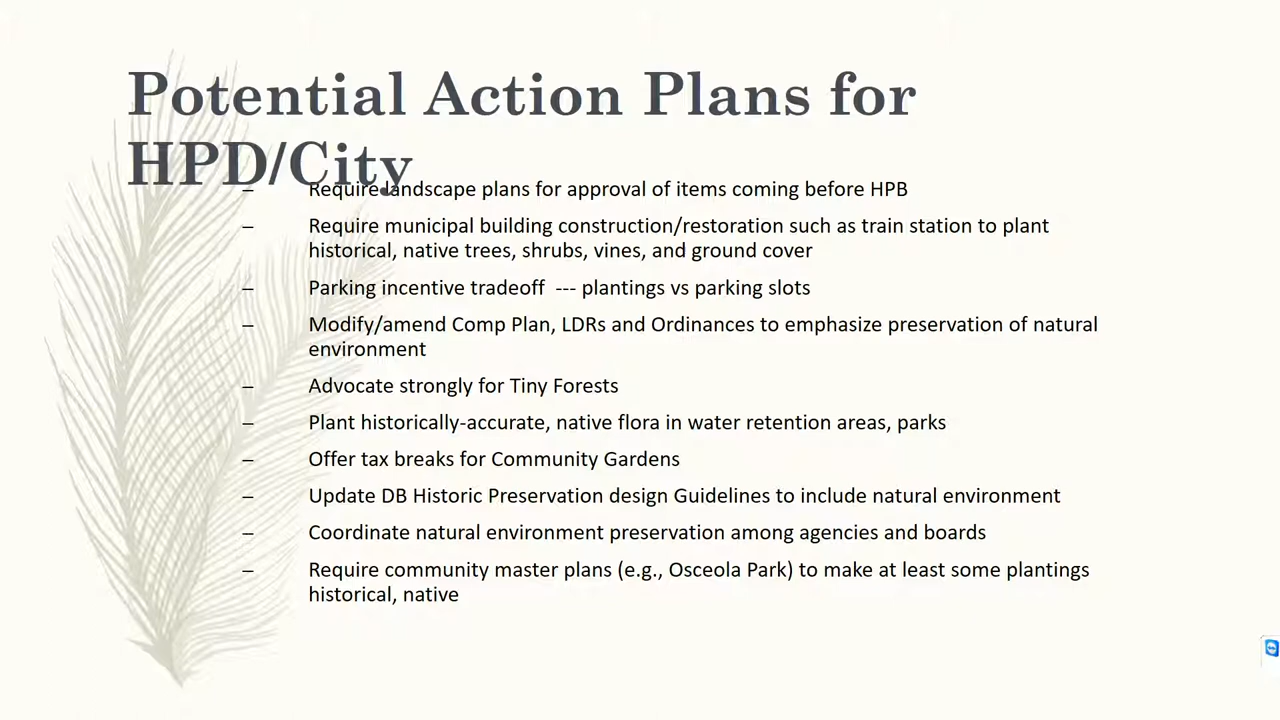 Potential Action Plans for
HPD/City
– Require landscape plans for approval of items coming before HPB
– Require municipal building construction/restoration such as train station to plant
historical, native trees, shrubs, vines, and ground cover
– Parking incentive tradeoff --- plantings vs parking slots
– Modify/amend Comp Plan, LDRs and Ordinances to emphasize preservation of natural
environment
– Advocate strongly for Tiny Forests
– Plant historically-accurate, native flora in water retention areas, parks
– Offer tax breaks for Community Gardens
– Update DB Historic Preservation design Guidelines to include natural environment
– Coordinate natural environment preservation among agencies and boards
– Require community master plans (e.g., Osceola Park) to make at least some plantings
historical, native